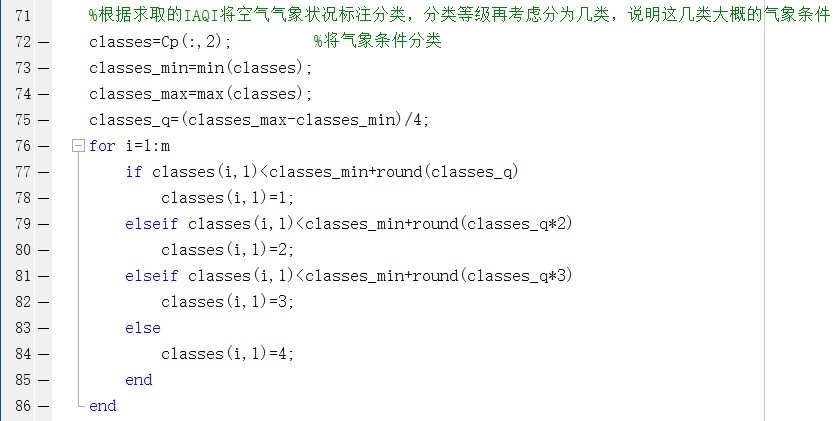 71 %根据求取的IAQI将空气气象状况标注分类，分类等级再考虑分为几类，说明这几类大概的气象条件
72 — classes=Cp(:,2); %将气象条件分类
73 — classes_min=min(classes);
74 — classes_max=max(classes);
75 — classes_q=(classes_max-classes_min)/4;
76 — for i=1:m
77 — if classes(i,1)<classes_min+round(classes_q)
78 — classes(i,1)=1;
79 — elseif classes(i,1)<classes_min+round(classes_q*2)
80 — classes(i,1)=2;
81 — elseif classes(i,1)<classes_min+round(classes_q*3)
82 — classes(i,1)=3;
83 — else
84 — classes(i,1)=4;
85 — end
86 — end